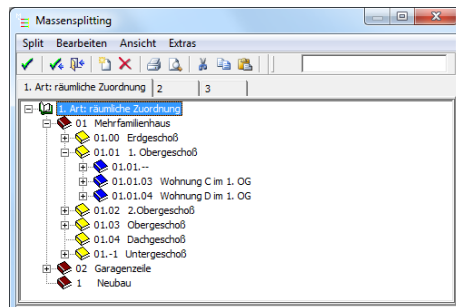 Massensplitting
Split Bearbeiten Ansicht Extras
1. Art: räumliche Zuordnung 2 3
1. Art: räumliche Zuordnung
01 Mehrfamilienhaus
01.00 Erdgeschoß
01.01 1. Obergeschoß
01.01.--
01.01.03 Wohnung C im 1. OG
01.01.04 Wohnung D im 1. OG
01.02 2.Obergeschoß
01.03 Obergeschoß
01.04 Dachgeschoß
01.-1 Untergeschoß
02 Garagenzeile
1 Neubau